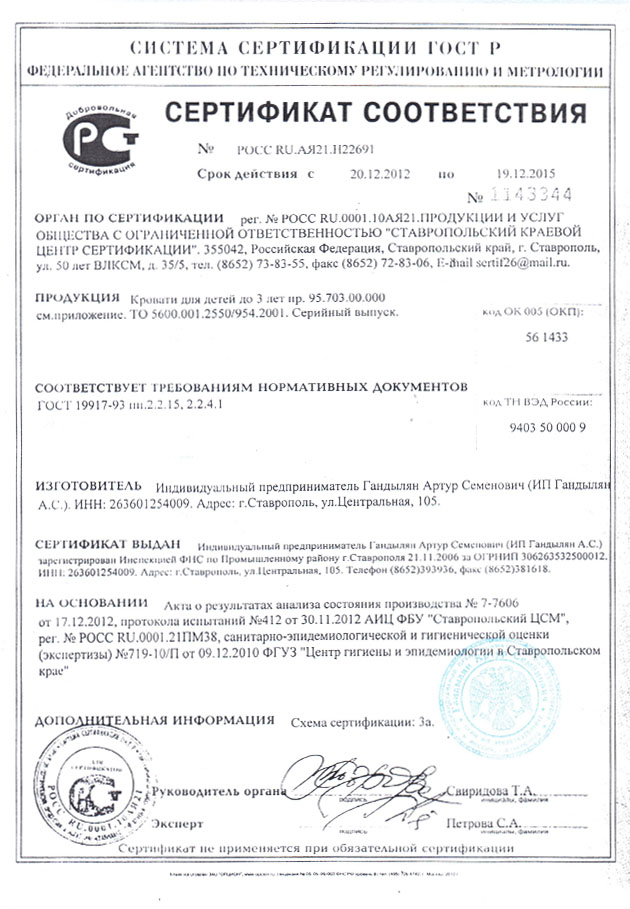 СИСТЕМА СЕРТИФИКАЦИИ ГОСТ Р
ФЕДЕРАЛЬНОЕ АГЕНТСТВО ПО ТЕХНИЧЕСКОМУ РЕГУЛИРОВАНИЮ И МЕТРОЛОГИИ
Добровольная
сертификация
СЕРТИФИКАТ СООТВЕТСТВИЯ
№ РОСС RU.АЯ21.Н22691
Срок действия с 20.12.2012 по 19.12.2015
№ 1143344
ОРГАН ПО СЕРТИФИКАЦИИ рег. № РОСС RU.0001.10АЯ21.ПРОДУКЦИИ И УСЛУГ
ОБЩЕСТВА С ОГРАНИЧЕННОЙ ОТВЕТСТВЕННОСТЬЮ "СТАВРОПОЛЬСКИЙ КРАЕВОЙ
ЦЕНТР СЕРТИФИКАЦИИ". 355042, Российская Федерация, Ставропольский край, г. Ставрополь,
ул. 50 лет ВЛКСМ, д. 35/5, тел. (8652) 73-83-55, факс (8652) 72-83-06, E-mail sertif26@mail.ru.
ПРОДУКЦИЯ Кровати для детей до 3 лет пр. 95.703.00.000
см.приложение. ТО 5600.001.2550/954.2001. Серийный выпуск.
код ОК 005 (ОКП):
56 1433
СООТВЕТСТВУЕТ ТРЕБОВАНИЯМ НОРМАТИВНЫХ ДОКУМЕНТОВ
ГОСТ 19917-93 пп.2.2.15, 2.2.4.1
код ТН ВЭД России:
9403 50 000 9
ИЗГОТОВИТЕЛЬ Индивидуальный предприниматель Гандылян Артур Семенович (ИП Гандылян
А.С.). ИНН: 263601254009. Адрес: г.Ставрополь, ул.Центральная, 105.
СЕРТИФИКАТ ВЫДАН Индивидуальный предприниматель Гандылян Артур Семенович (ИП Гандылян А.С.)
зарегистрирован Инспекцией ФНС по Промышленному району г.Ставрополя 21.11.2006 за ОГРНИП 306263532500012.
ИНН: 263601254009. Адрес: г.Ставрополь, ул.Центральная, 105. Телефон (8652)393936, факс (8652)381618.
НА ОСНОВАНИИ Акта о результатах анализа состояния производства № 7-7606
от 17.12.2012, протокола испытаний №412 от 30.11.2012 АИЦ ФБУ "Ставропольский ЦСМ",
рег. № РОСС RU.0001.21ПМ38, санитарно-эпидемиологической и гигиенической оценки
(экспертизы) №719-10/П от 09.12.2010 ФГУЗ "Центр гигиены и эпидемиологии в Ставропольском
крае"
ДОПОЛНИТЕЛЬНАЯ ИНФОРМАЦИЯ Схема сертификации: 3а.
Руководитель органа Свиридова Т.А.
подпись инициалы, фамилия
Эксперт Петрова С.А.
подпись инициалы, фамилия
Сертификат не применяется при обязательной сертификации